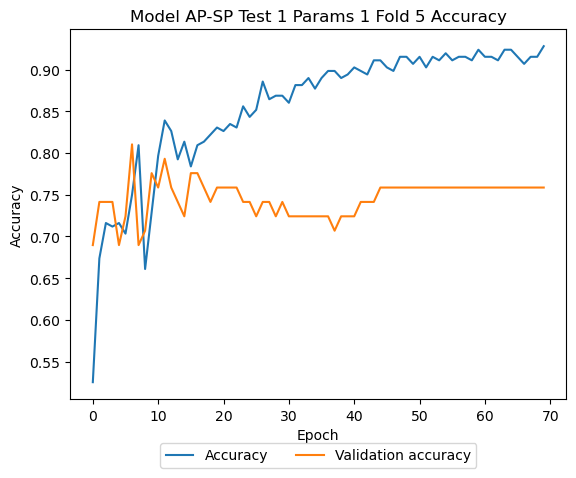 Model AP-SP Test 1 Params 1 Fold 5 Accuracy
0.90
0.85
0.80
0.75
0.70
0.65
0.60
0.55
Accuracy
0 10 20 30 40 50 60 70
Epoch
Accuracy Validation accuracy